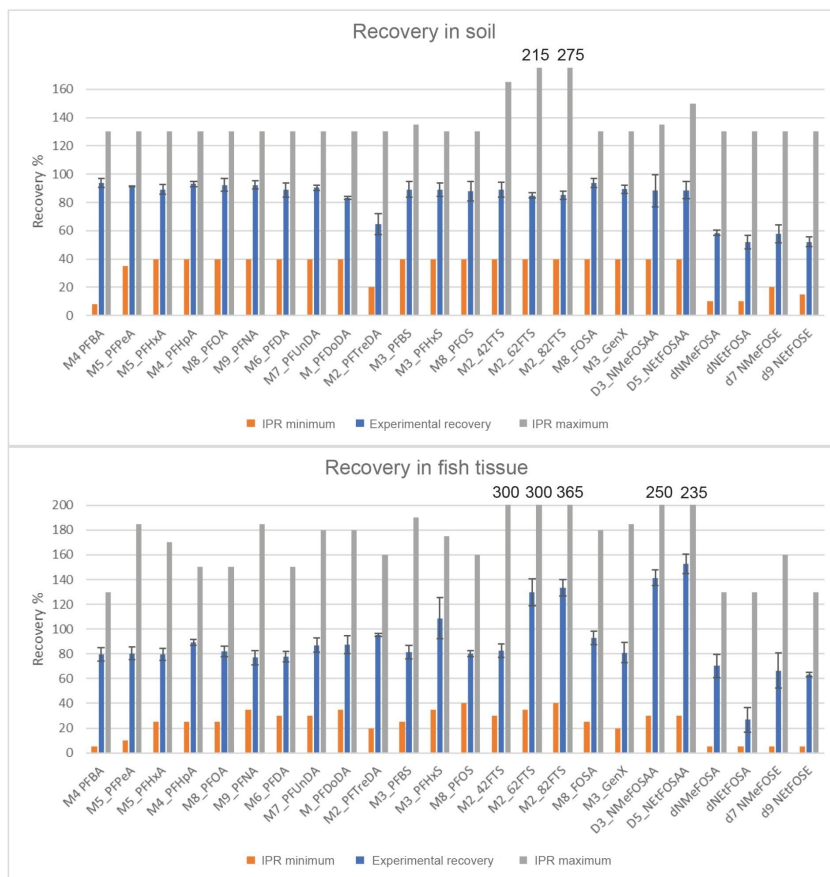 Recovery in soil
215 275
160
140
120
100
80
60
40
20
0
Recovery %
M4 PFBA
M5_PFPeA
M5_PFHxA
M4_PFHpA
M8_PFOA
M9_PFNA
M6_PFDA
M7_PFUnDA
M_PFDoDA
M2_PFTreDA
M3_PFBS
M3_PFHxS
M8_PFOS
M2_42FTS
M2_62FTS
M2_82FTS
M8_FOSA
M3_GenX
D3_NMeFOSAA
D5_NEtFOSAA
dNMeFOSA
dNEtFOSA
d7 NMeFOSE
d9 NEtFOSE
IPR minimum Experimental recovery IPR maximum
Recovery in fish tissue
300 300 365 250 235
200
180
160
140
120
100
80
60
40
20
0
Recovery %
M4 PFBA
M5_PFPeA
M5_PFHxA
M4_PFHpA
M8_PFOA
M9_PFNA
M6_PFDA
M7_PFUnDA
M_PFDoDA
M2_PFTreDA
M3_PFBS
M3_PFHxS
M8_PFOS
M2_42FTS
M2_62FTS
M2_82FTS
M8_FOSA
M3_GenX
D3_NMeFOSAA
D5_NETFOSAA
dNMeFOSA
dNETFOSA
d7 NMeFOSE
d9 NETFOSE
IPR minimum Experimental recovery IPR maximum